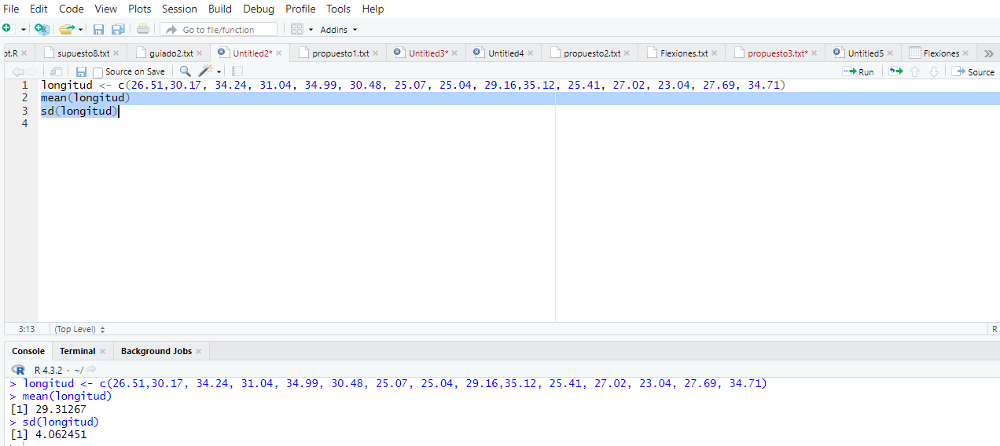 File Edit Code View Plots Session Build Debug Profile Tools Help
Go to file/function Addins
ot.R supuesto8.txt guiado2.txt Untitled2* propuesto1.txt Untitled3* Untitled4 propuesto2.txt Flexiones.txt propuesto3.txt* Untitled5 Flexiones
Source on Save Run Source
1 longitud <- c(26.51,30.17, 34.24, 31.04, 34.99, 30.48, 25.07, 25.04, 29.16,35.12, 25.41, 27.02, 23.04, 27.69, 34.71)
2 mean(longitud)
3 sd(longitud)
4
3:13 (Top Level) R
Console Terminal Background Jobs
R R 4.3.2 · ~/
> longitud <- c(26.51,30.17, 34.24, 31.04, 34.99, 30.48, 25.07, 25.04, 29.16,35.12, 25.41, 27.02, 23.04, 27.69, 34.71)
> mean(longitud)
[1] 29.31267
> sd(longitud)
[1] 4.062451